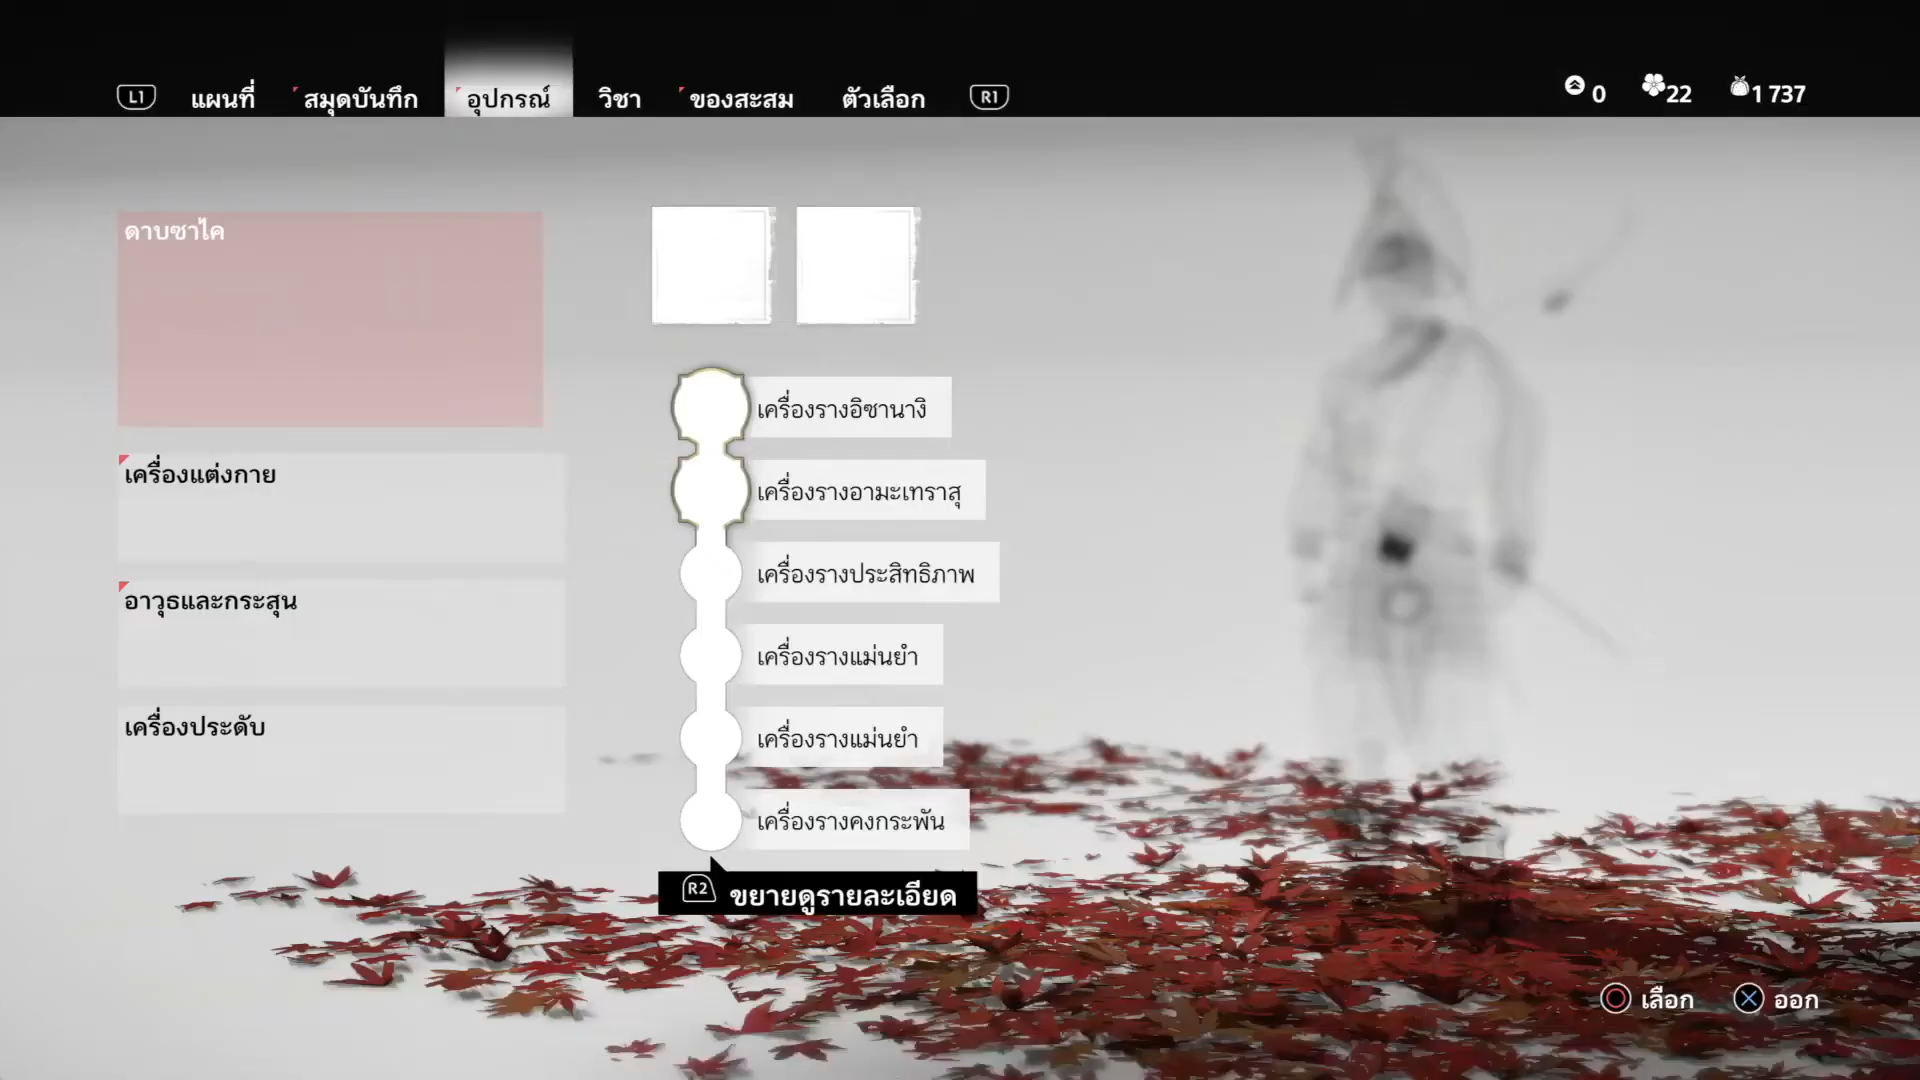 L1 แผนที่ สมุดบันทึก อุปกรณ์ วิชา ของสะสม ตัวเลือก R1 0 22 1 737
ดาบซาไค
เครื่องแต่งกาย
อาวุธและกระสุน
เครื่องประดับ
เครื่องรางอิซานางิ
เครื่องรางอามะเทราสุ
เครื่องรางประสิทธิภาพ
เครื่องรางแม่นยำ
เครื่องรางแม่นยำ
เครื่องรางคงกระพัน
R2 ขยายดูรายละเอียด
เลือก ออก